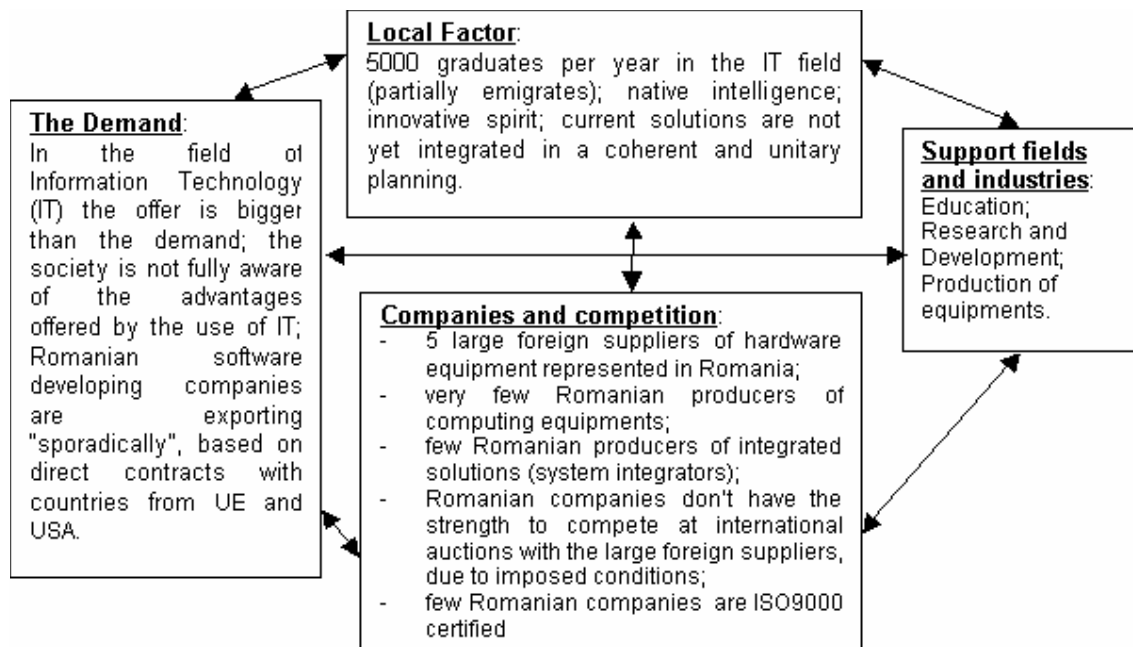 Local Factor:
5000 graduates per year in the IT field
(partially emigrates); native intelligence;
innovative spirit; current solutions are not
yet integrated in a coherent and unitary
planning.
The Demand:
In the field of
Information Technology
(IT) the offer is bigger
than the demand; the
society is not fully aware
of the advantages
offered by the use of IT;
Romanian software
developing companies
are exporting
"sporadically", based on
direct contracts with
countries from UE and
USA.
Support fields
and industries:
Education;
Research and
Development;
Production of
equipments.
Companies and competition:
- 5 large foreign suppliers of hardware
equipment represented in Romania;
- very few Romanian producers of
computing equipments;
- few Romanian producers of integrated
solutions (system integrators);
- Romanian companies don't have the
strength to compete at international
auctions with the large foreign suppliers,
due to imposed conditions;
- few Romanian companies are ISO9000
certified